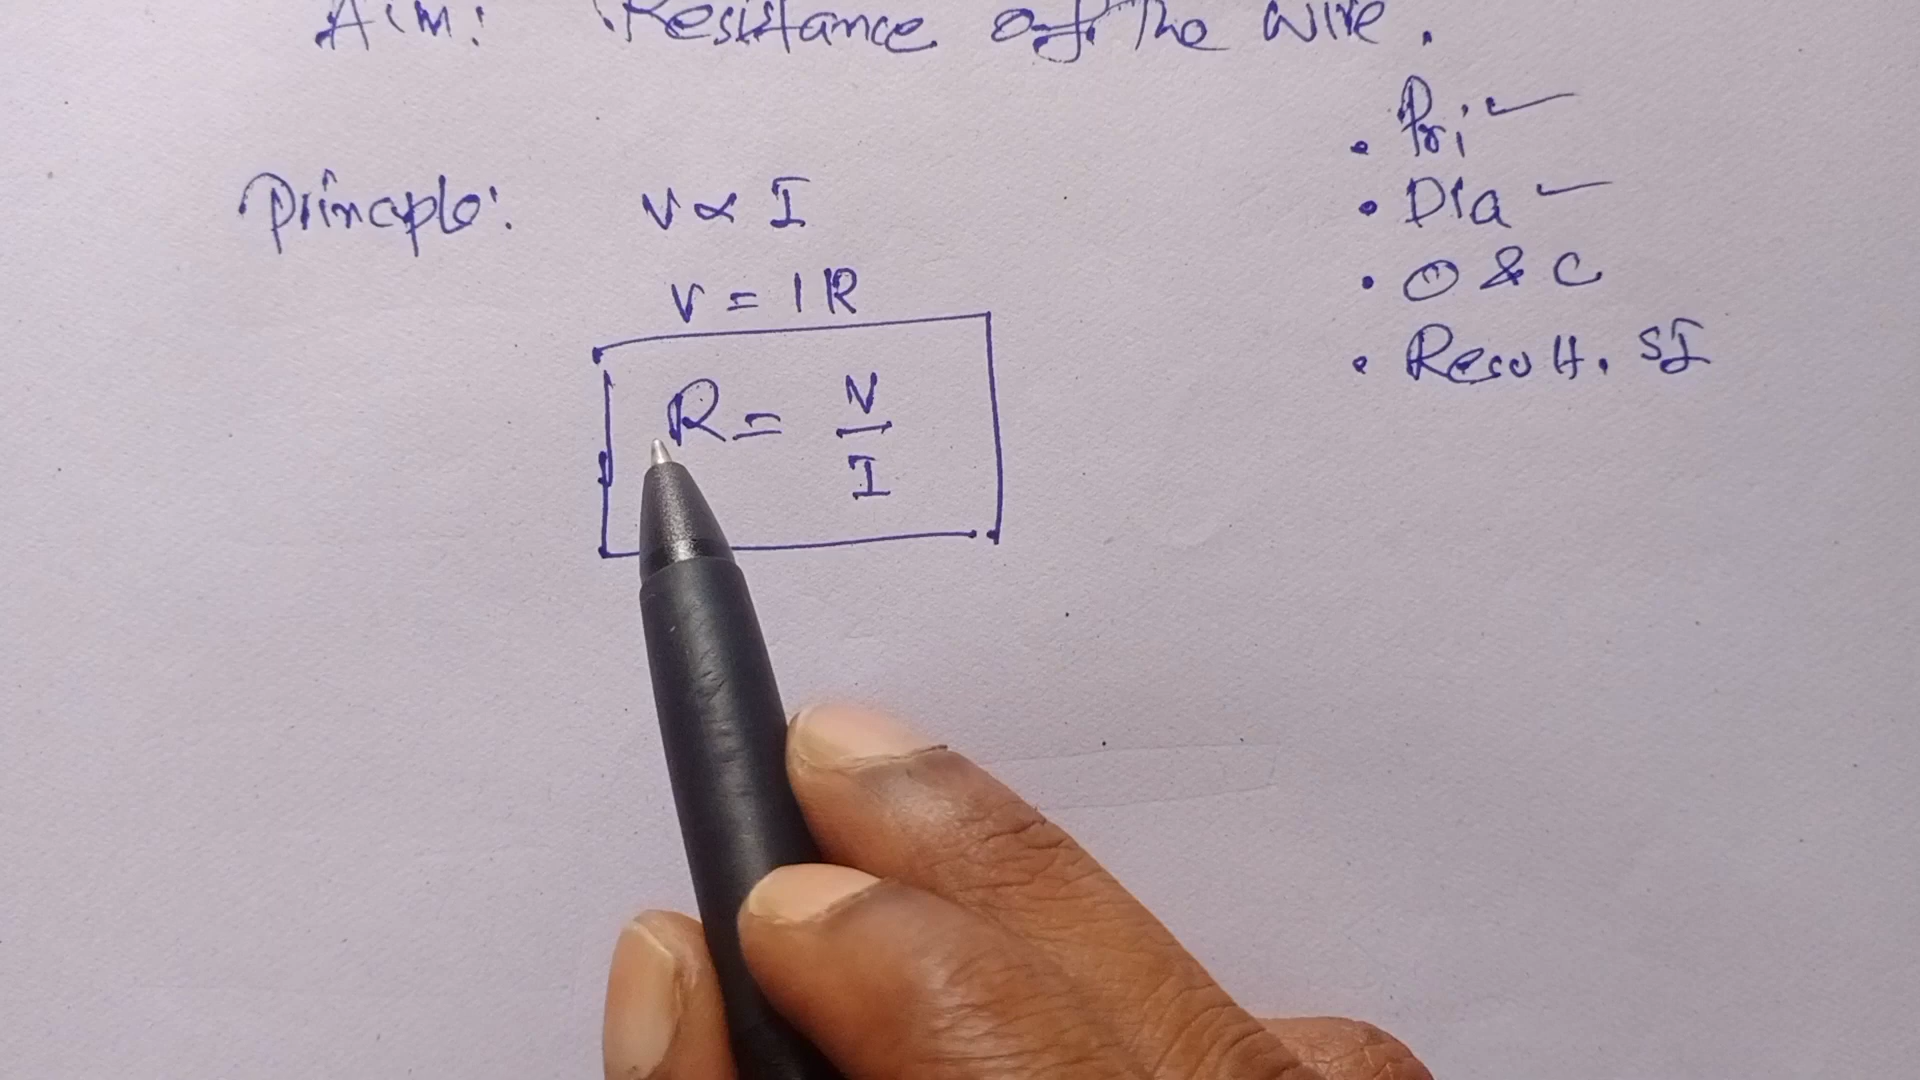 Aim: Resistance of The wire.
• Pri
Principle: V ∝ I
• Dia
V = IR
• O & C
R = V/I
• Result. SI